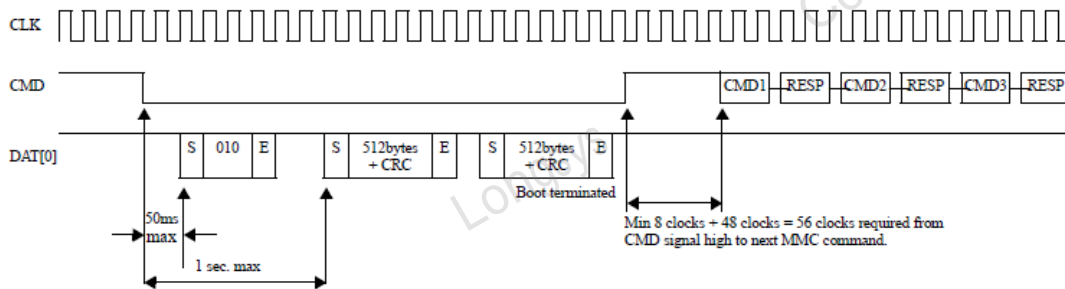 CLK
CMD
CMD1 RESP CMD2 RESP CMD3 RESP
DAT[0]
S 010 E S 512bytes + CRC E S 512bytes + CRC E
Boot terminated
50ms max
Min 8 clocks + 48 clocks = 56 clocks required from
CMD signal high to next MMC command.
1 sec. max
Longsys